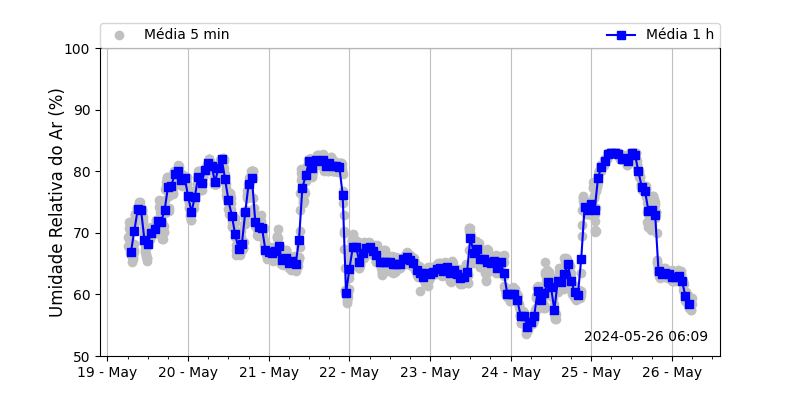 Média 5 min
Média 1 h
Umidade Relativa do Ar (%)
100
90
80
70
60
50
2024-05-26 06:09
19 - May
20 - May
21 - May
22 - May
23 - May
24 - May
25 - May
26 - May